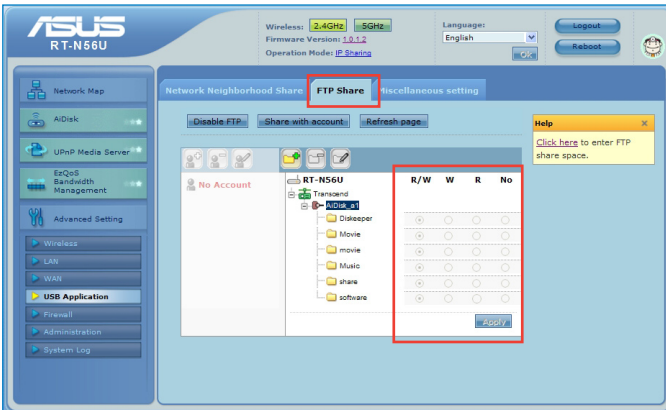 ASUS
RT-N56U
Wireless: 2.4GHz 5GHz
Firmware Version: 1.0.1.2
Operation Mode: IP Sharing
Language:
English
OK
Logout
Reboot
Network Map
AiDisk
UPnP Media Server
EzQoS
Bandwidth
Management
Advanced Setting
Wireless
LAN
WAN
USB Application
Firewall
Administration
System Log
Network Neighborhood Share FTP Share Miscellaneous setting
Disable FTP Share with account Refresh page
No Account
RT-N56U R/W W R No
Transcend
AiDisk_a1
Diskeeper
Movie
movie
Music
share
software
Apply
Help
Click here to enter FTP
share space.